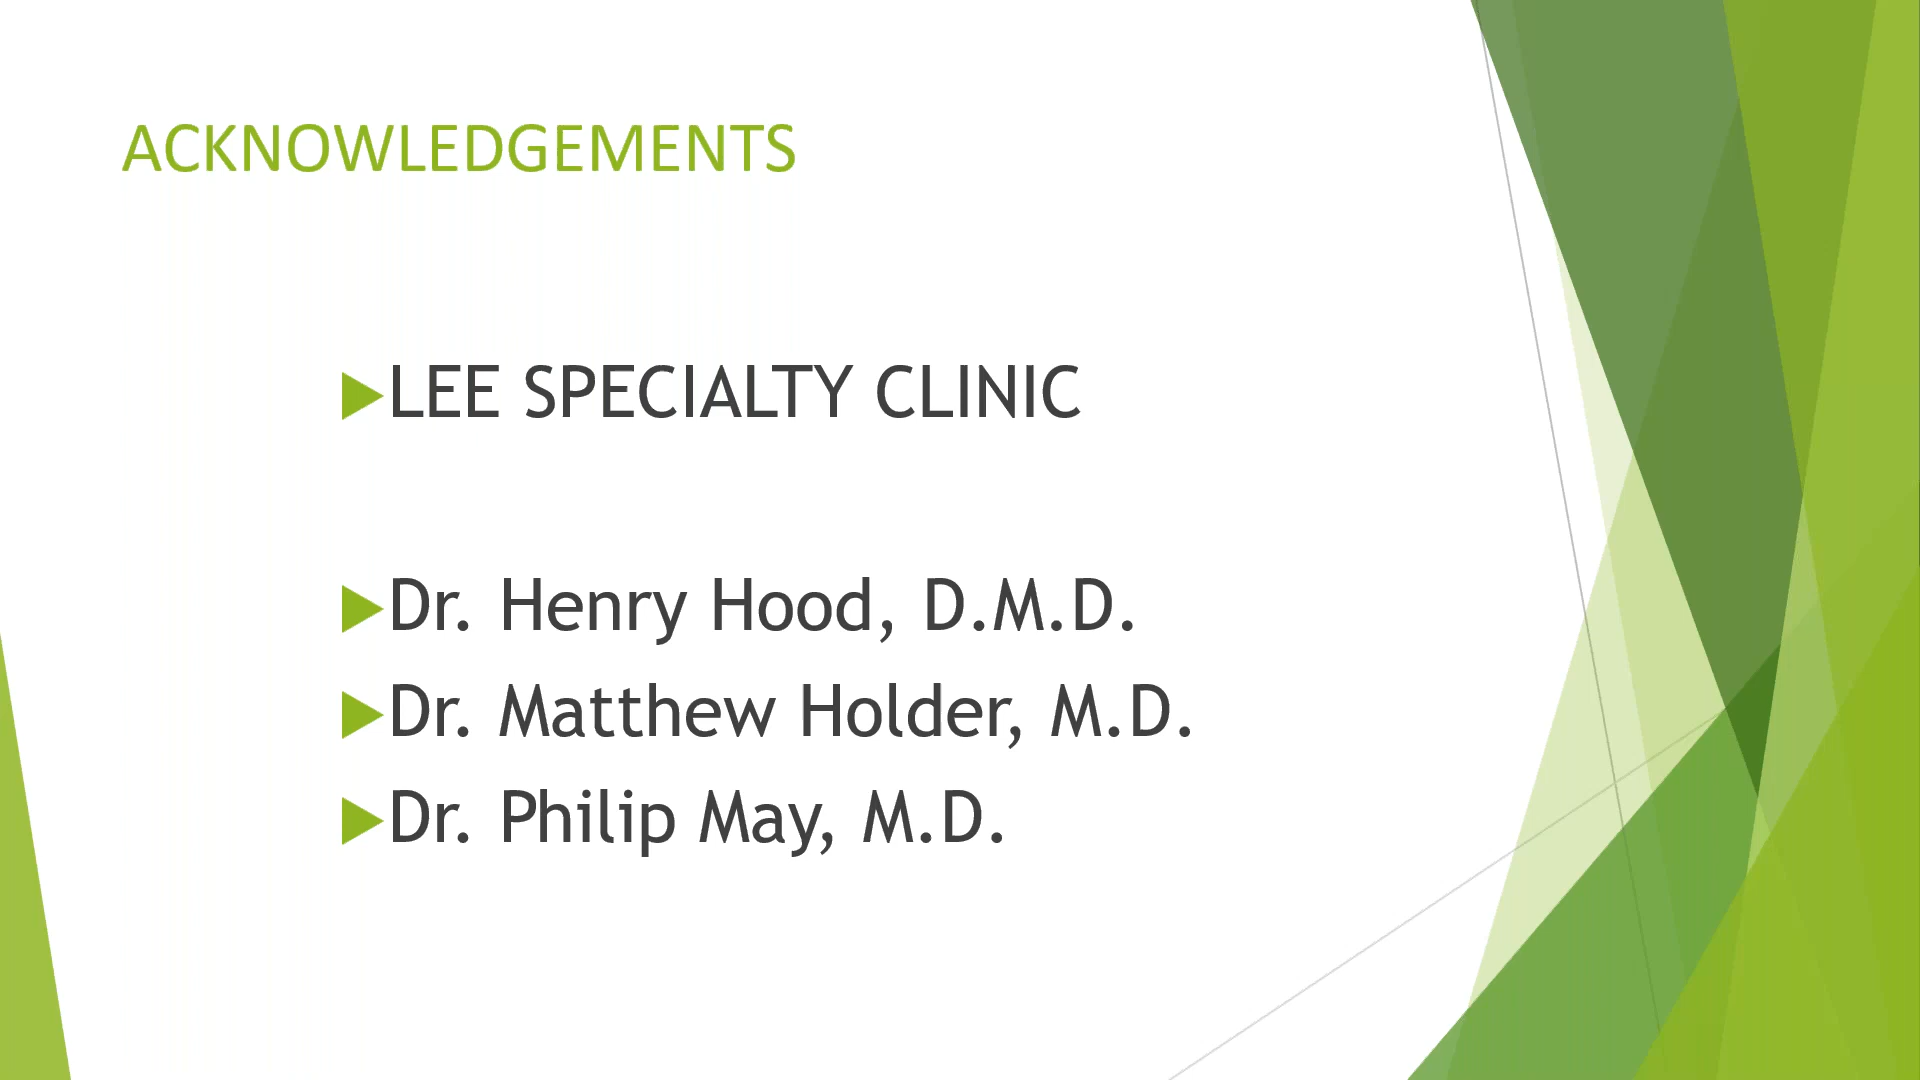 ACKNOWLEDGEMENTS
LEE SPECIALTY CLINIC
Dr. Henry Hood, D.M.D.
Dr. Matthew Holder, M.D.
Dr. Philip May, M.D.